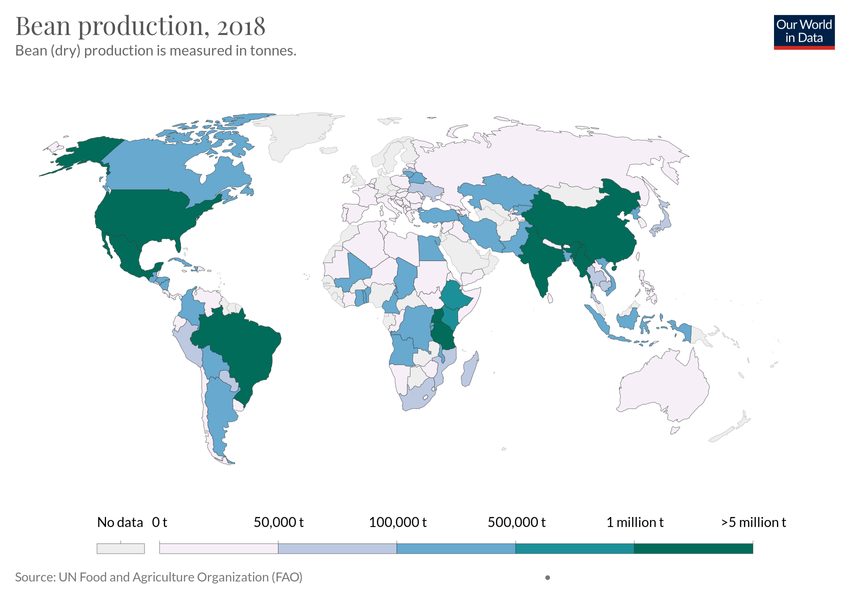 Bean production, 2018
Bean (dry) production is measured in tonnes.
Our World
in Data
No data 0 t 50,000 t 100,000 t 500,000 t 1 million t >5 million t
Source: UN Food and Agriculture Organization (FAO) •